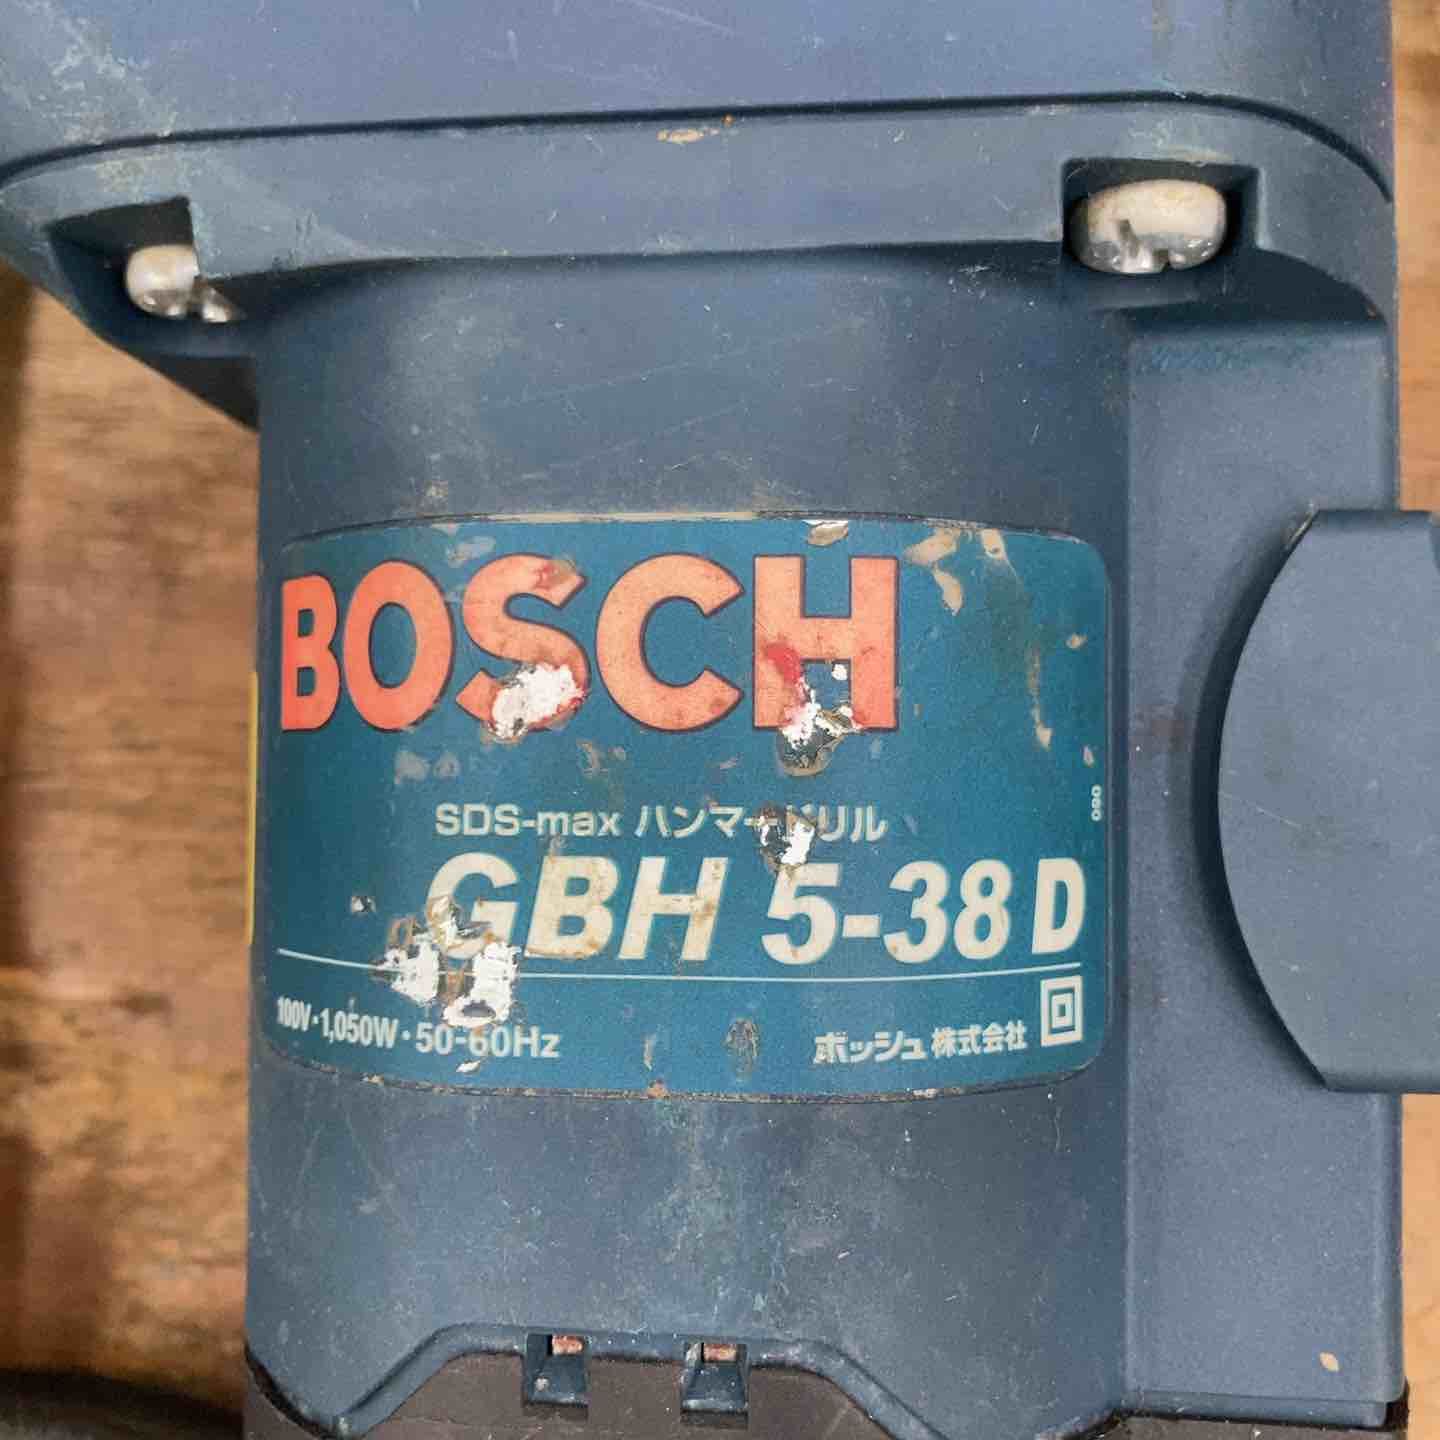 BOSCH
SDS-max ハンマードリル
GBH 5-38 D
100V・1,050W・50-60Hz
ボッシュ株式会社
060